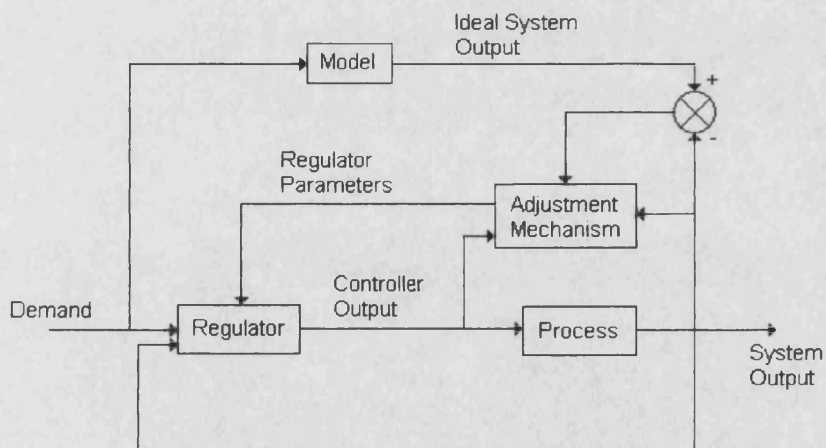 Ideal System
Output
Model
+
-
Regulator
Parameters
Adjustment
Mechanism
Controller
Output
Demand
Regulator
Process
System
Output